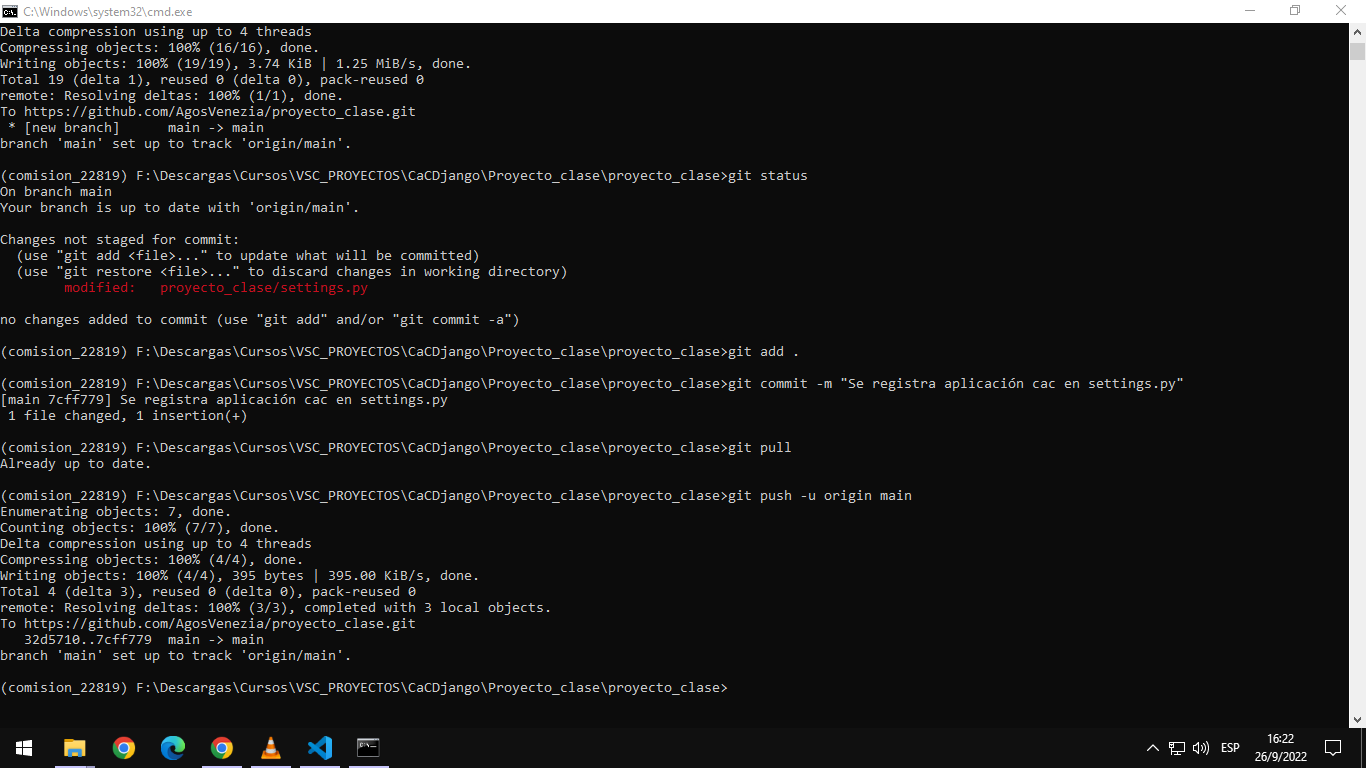 C:\Windows\system32\cmd.exe
Delta compression using up to 4 threads
Compressing objects: 100% (16/16), done.
Writing objects: 100% (19/19), 3.74 KiB | 1.25 MiB/s, done.
Total 19 (delta 1), reused 0 (delta 0), pack-reused 0
remote: Resolving deltas: 100% (1/1), done.
To https://github.com/AgosVenezia/proyecto_clase.git
 * [new branch]      main -> main
branch 'main' set up to track 'origin/main'.

(comision_22819) F:\Descargas\Cursos\VSC_PROYECTOS\CaCDjango\Proyecto_clase\proyecto_clase>git status
On branch main
Your branch is up to date with 'origin/main'.

Changes not staged for commit:
  (use "git add <file>..." to update what will be committed)
  (use "git restore <file>..." to discard changes in working directory)
        modified:   proyecto_clase/settings.py

no changes added to commit (use "git add" and/or "git commit -a")

(comision_22819) F:\Descargas\Cursos\VSC_PROYECTOS\CaCDjango\Proyecto_clase\proyecto_clase>git add .

(comision_22819) F:\Descargas\Cursos\VSC_PROYECTOS\CaCDjango\Proyecto_clase\proyecto_clase>git commit -m "Se registra aplicación cac en settings.py"
[main 7cff779] Se registra aplicación cac en settings.py
 1 file changed, 1 insertion(+)

(comision_22819) F:\Descargas\Cursos\VSC_PROYECTOS\CaCDjango\Proyecto_clase\proyecto_clase>git pull
Already up to date.

(comision_22819) F:\Descargas\Cursos\VSC_PROYECTOS\CaCDjango\Proyecto_clase\proyecto_clase>git push -u origin main
Enumerating objects: 7, done.
Counting objects: 100% (7/7), done.
Delta compression using up to 4 threads
Compressing objects: 100% (4/4), done.
Writing objects: 100% (4/4), 395 bytes | 395.00 KiB/s, done.
Total 4 (delta 3), reused 0 (delta 0), pack-reused 0
remote: Resolving deltas: 100% (3/3), completed with 3 local objects.
To https://github.com/AgosVenezia/proyecto_clase.git
   32d5710..7cff779  main -> main
branch 'main' set up to track 'origin/main'.

(comision_22819) F:\Descargas\Cursos\VSC_PROYECTOS\CaCDjango\Proyecto_clase\proyecto_clase>
ESP
16:22
26/9/2022